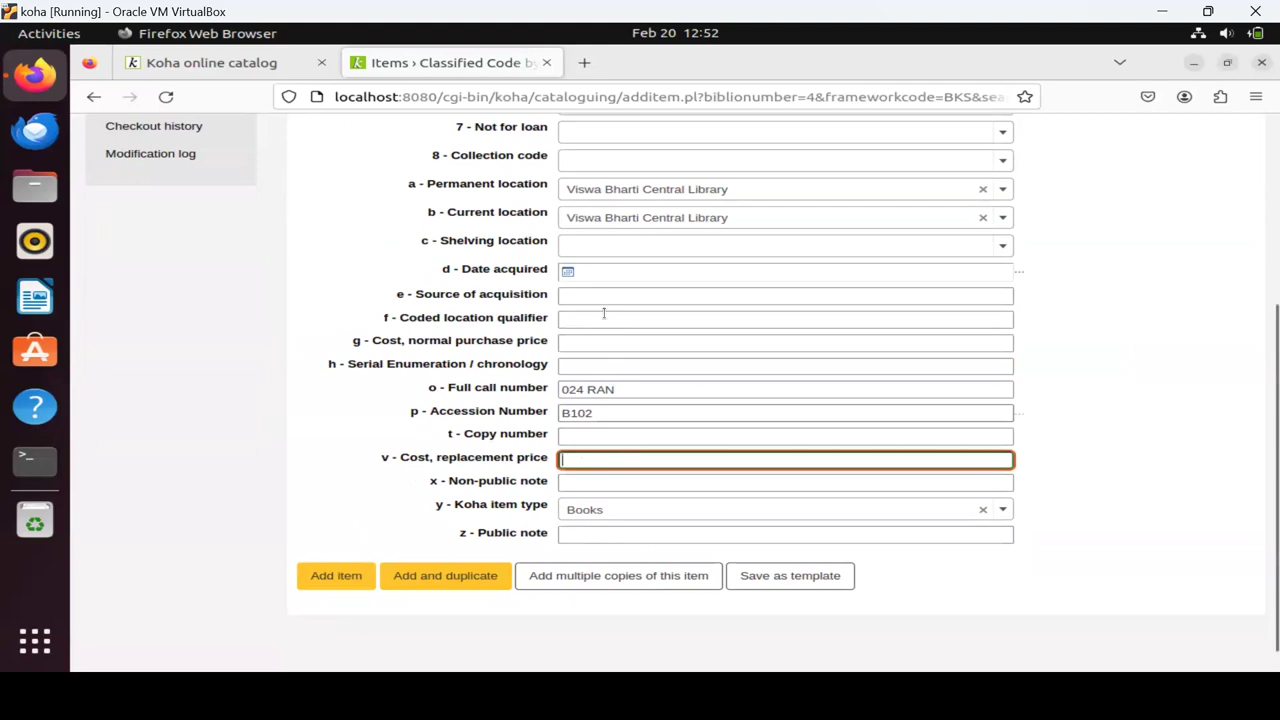 koha [Running] - Oracle VM VirtualBox
Activities Firefox Web Browser Feb 20 12:52
Koha online catalog Items › Classified Code by
localhost:8080/cgi-bin/koha/cataloguing/additem.pl?biblionumber=4&frameworkcode=BKS&sea
Checkout history
Modification log
7 - Not for loan
8 - Collection code
a - Permanent location Viswa Bharti Central Library
b - Current location Viswa Bharti Central Library
c - Shelving location
d - Date acquired ...
e - Source of acquisition
f - Coded location qualifier
g - Cost, normal purchase price
h - Serial Enumeration / chronology
o - Full call number 024 RAN
p - Accession Number B102 ...
t - Copy number
v - Cost, replacement price
x - Non-public note
y - Koha item type Books
z - Public note
Add item Add and duplicate Add multiple copies of this item Save as template